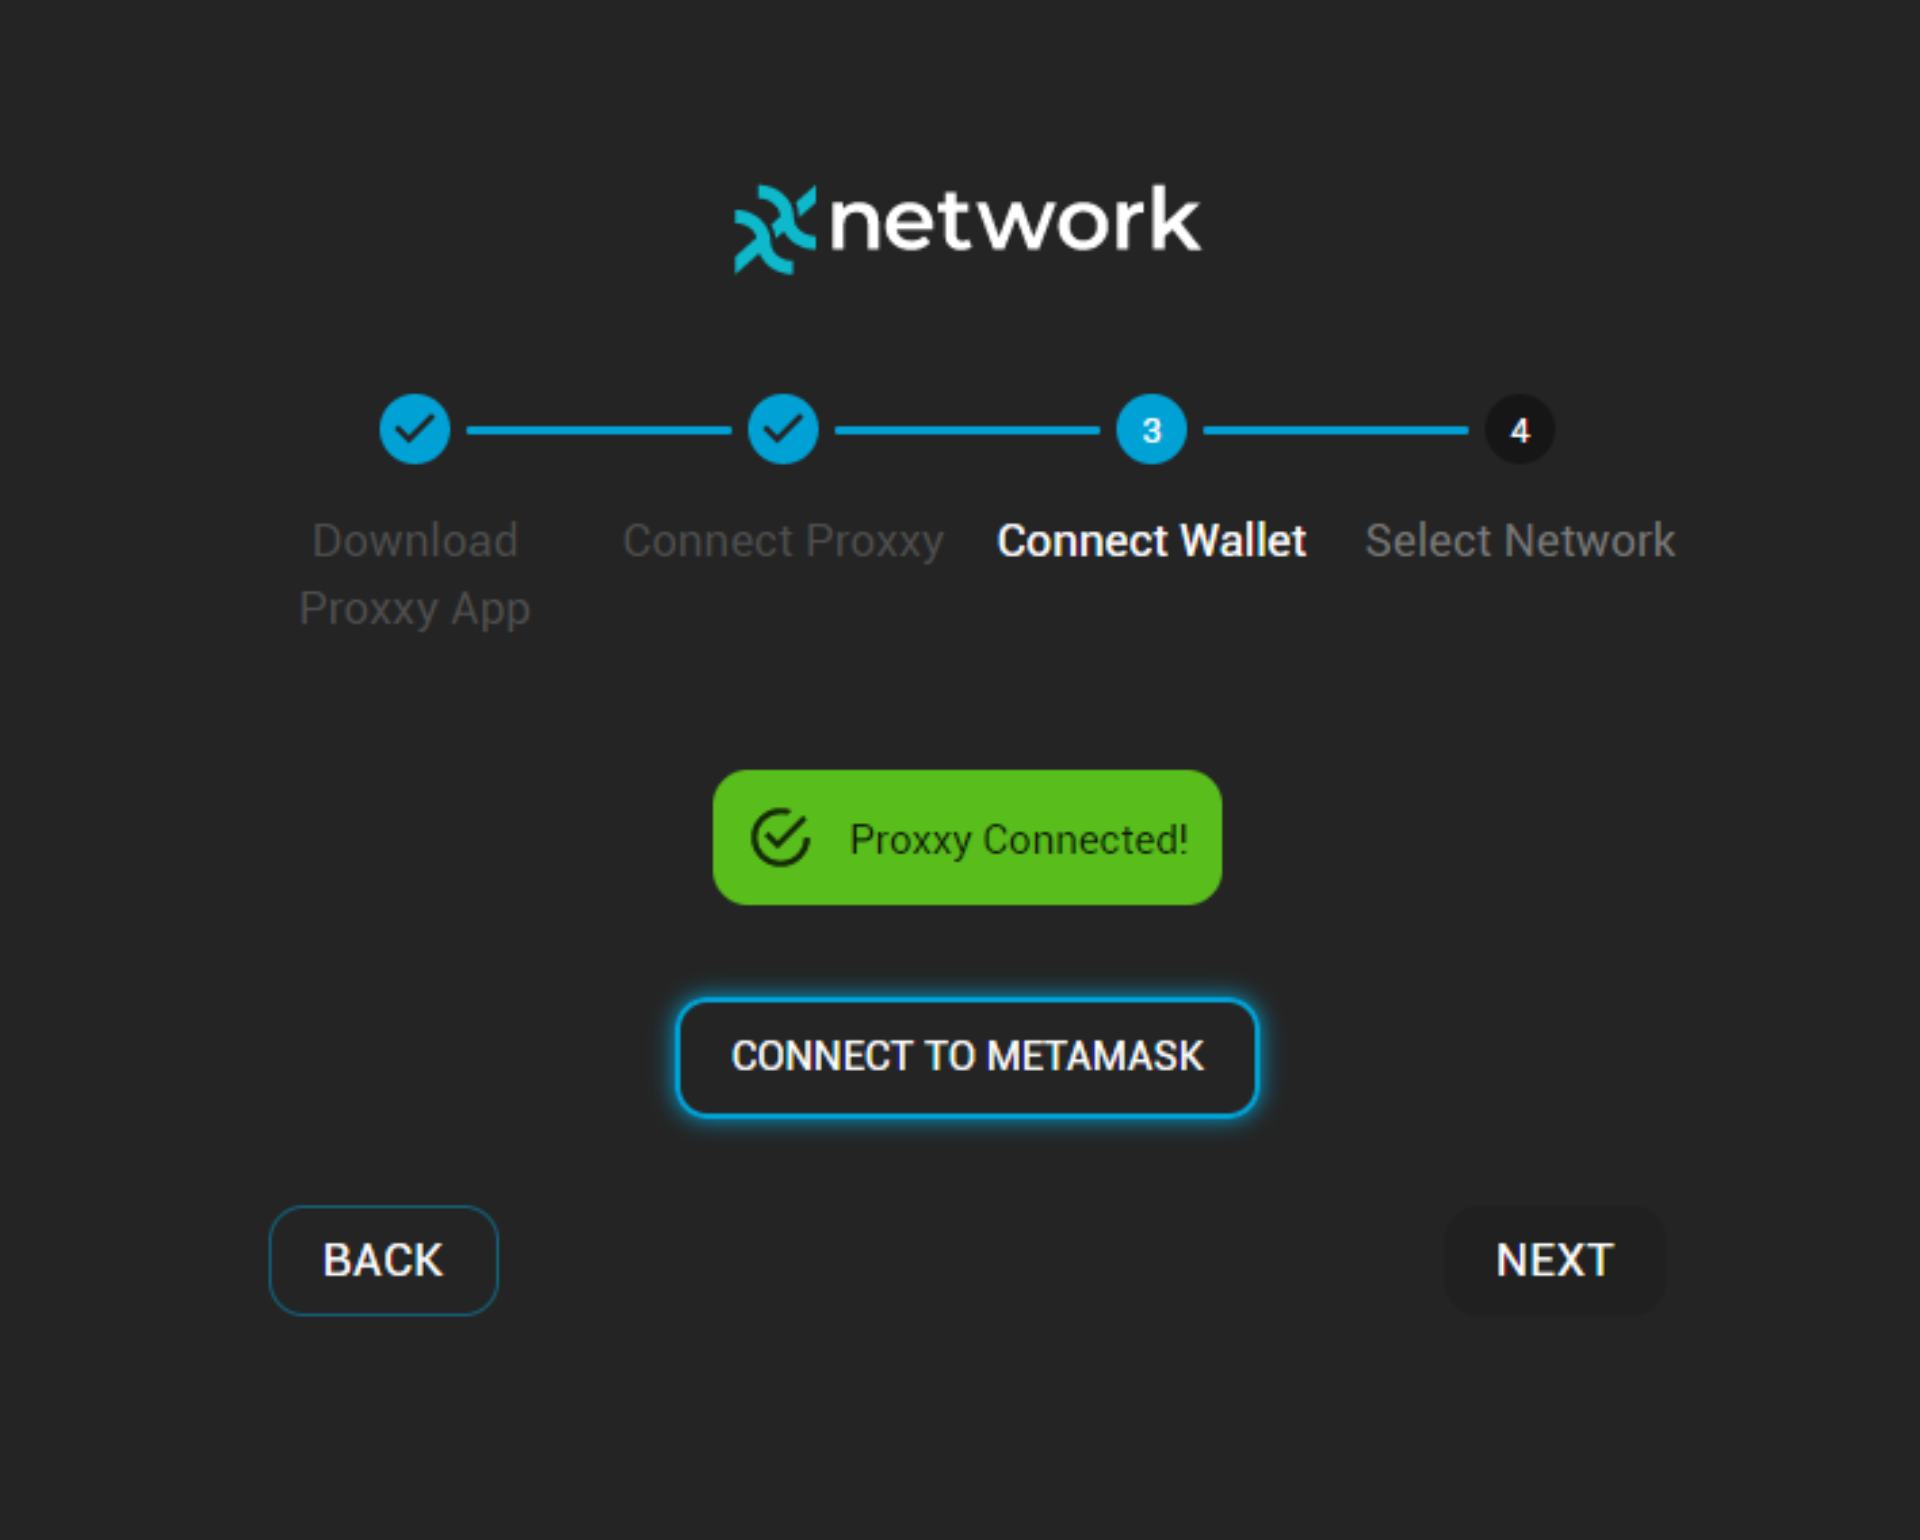 network
3
4
Download
Proxxy App
Connect Proxxy
Connect Wallet
Select Network
Proxxy Connected!
CONNECT TO METAMASK
BACK
NEXT